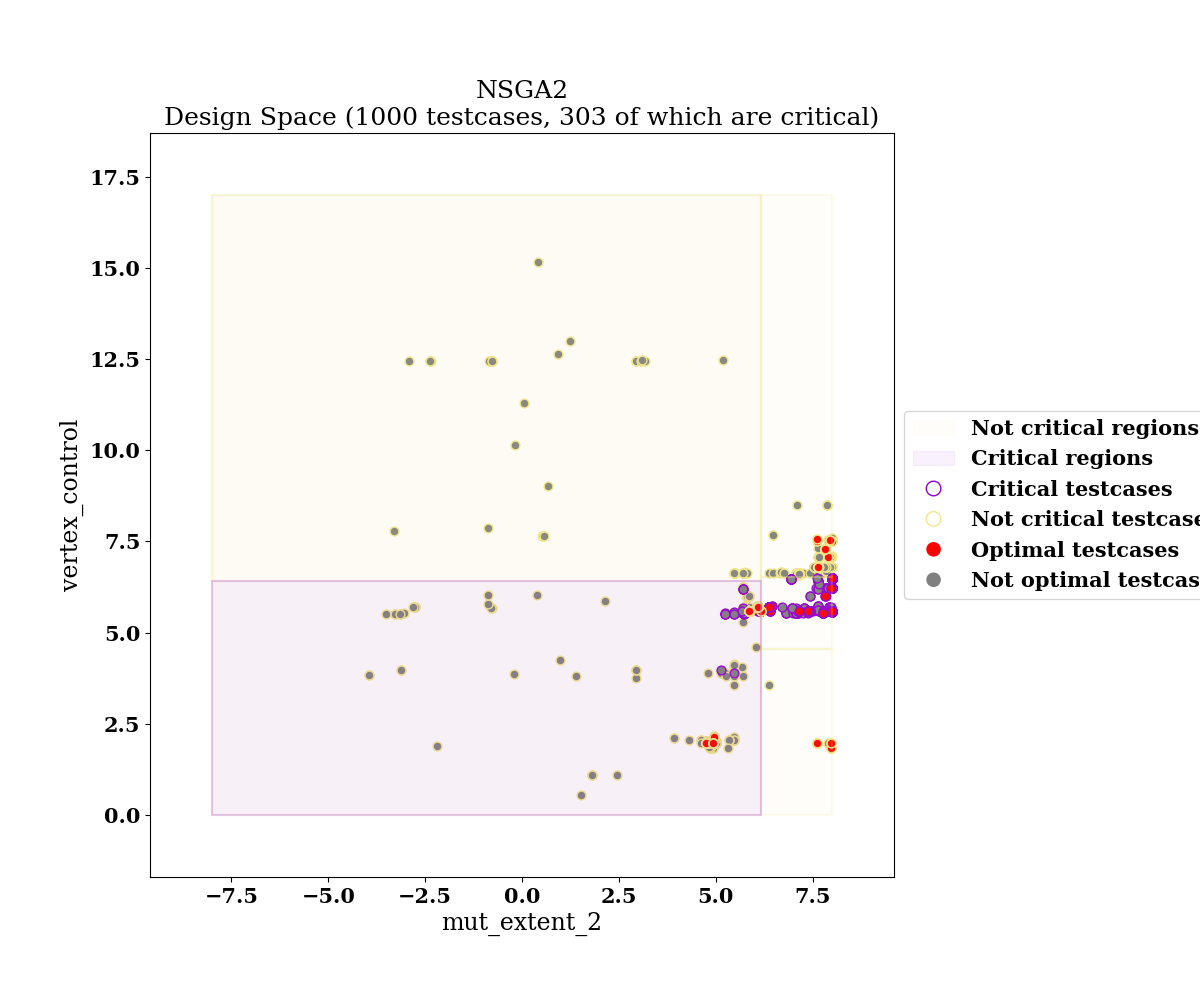 NSGA2
Design Space (1000 testcases, 303 of which are critical)
17.5
15.0
12.5
10.0
7.5
5.0
2.5
0.0
vertex_control
−7.5
−5.0
−2.5
0.0
2.5
5.0
7.5
mut_extent_2
Not critical regions
Critical regions
Critical testcases
Not critical testcase
Optimal testcases
Not optimal testcas